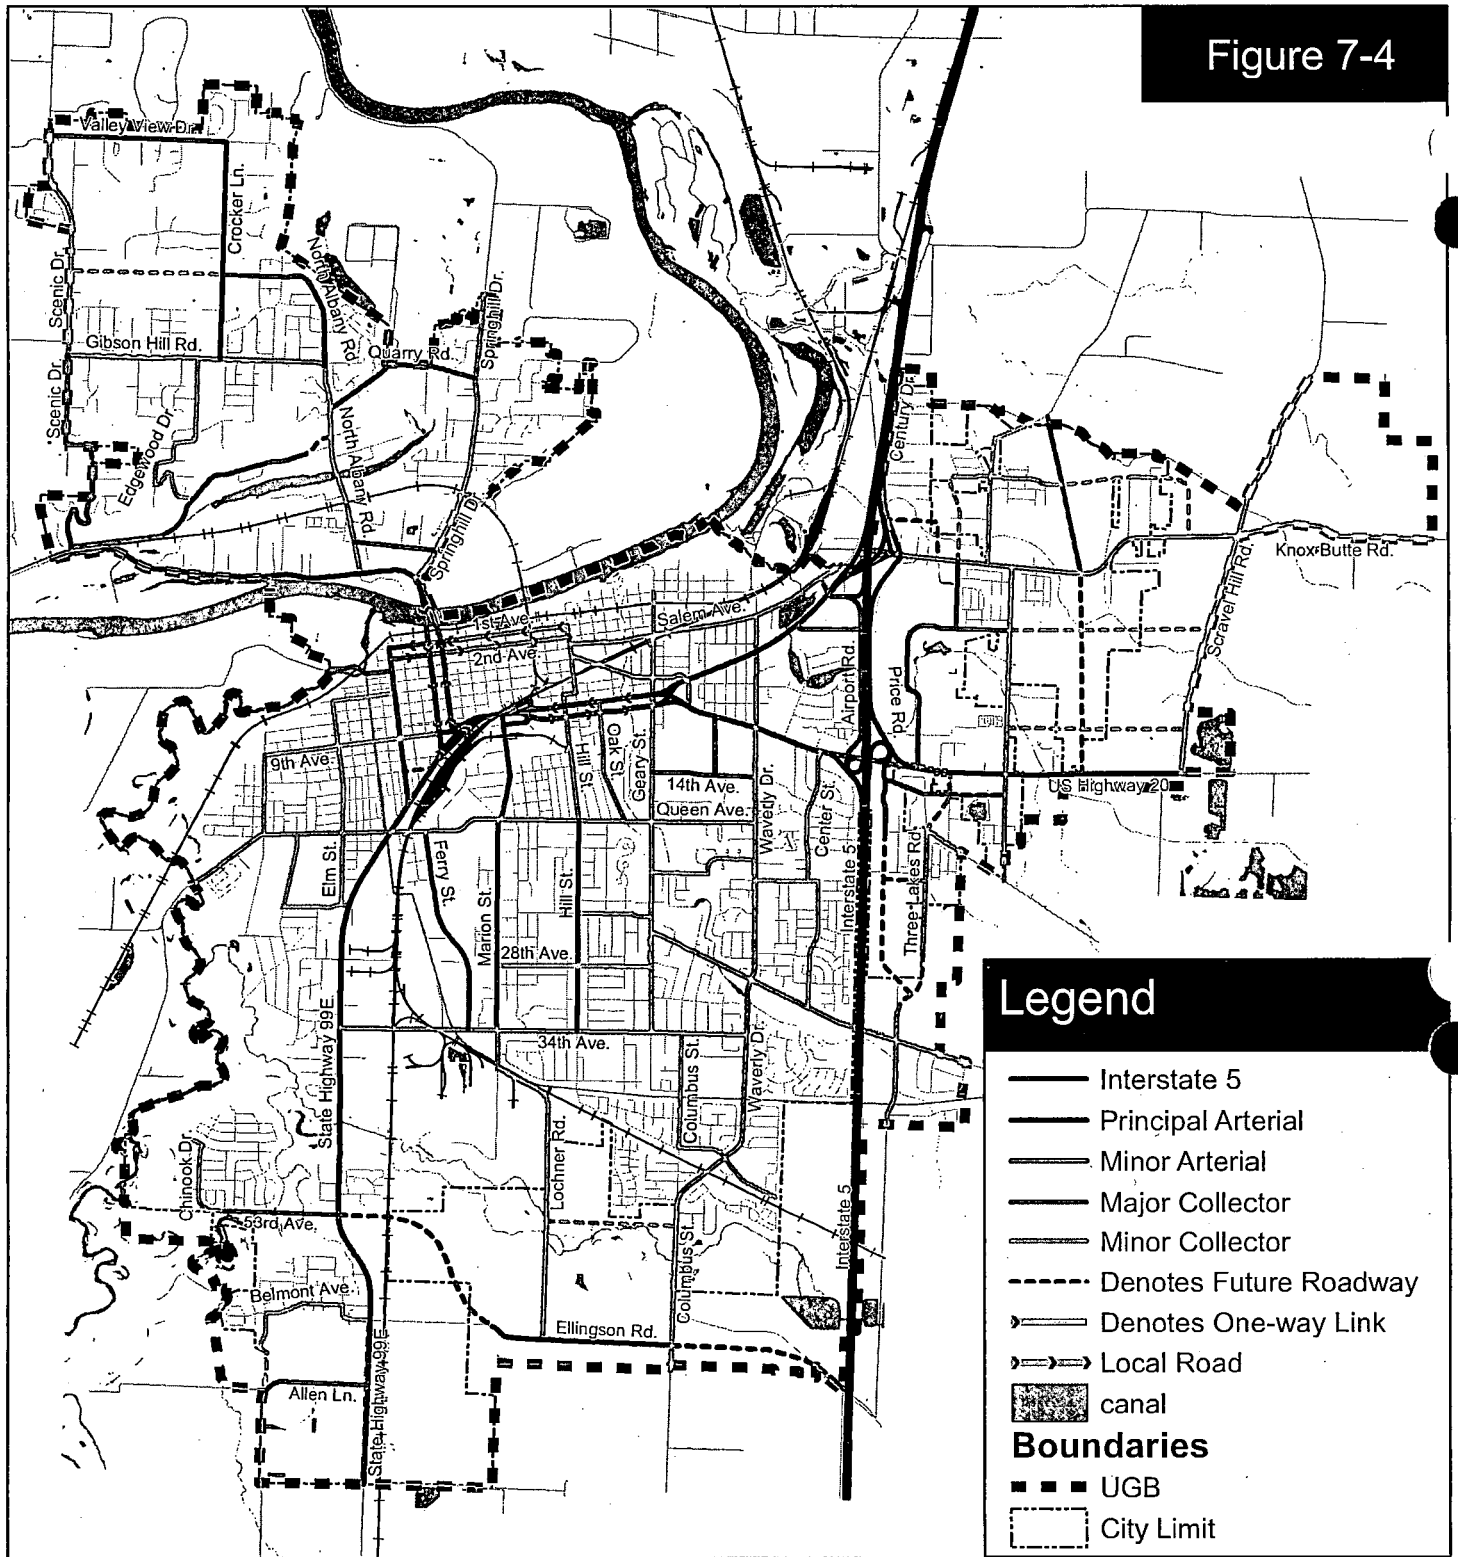 Figure 7-4
Valley View Dr.
Crocker Ln.
North Albany Rd.
Scenic Dr.
Springhill Dr.
Gibson Hill Rd.
Quarry Rd.
Scenic Dr.
Century Dr.
Edgewood Dr.
North Albany Rd.
Springhill Dr.
Knox Butte Rd.
Scravel Hill Rd.
1st Ave.
Salem Ave.
2nd Ave.
Airport Rd.
Price Rd.
9th Ave.
Hill St.
Oak St.
Geary St.
14th Ave.
Queen Ave.
Waverly Dr.
Center St.
US Highway 20
Elm St.
Ferry St.
Marion St.
Hill St.
Interstate 5
Three Lakes Rd.
28th Ave.
State Highway 99E
34th Ave.
Columbus St.
Waverly Dr.
Legend
Interstate 5
Principal Arterial
Minor Arterial
Major Collector
Minor Collector
Denotes Future Roadway
Denotes One-way Link
Local Road
canal
Boundaries
UGB
City Limit
Chinook Dr.
Lochner Rd.
53rd Ave.
Columbus St.
Interstate 5
Belmont Ave.
Ellingson Rd.
State Highway 99E
Allen Ln.